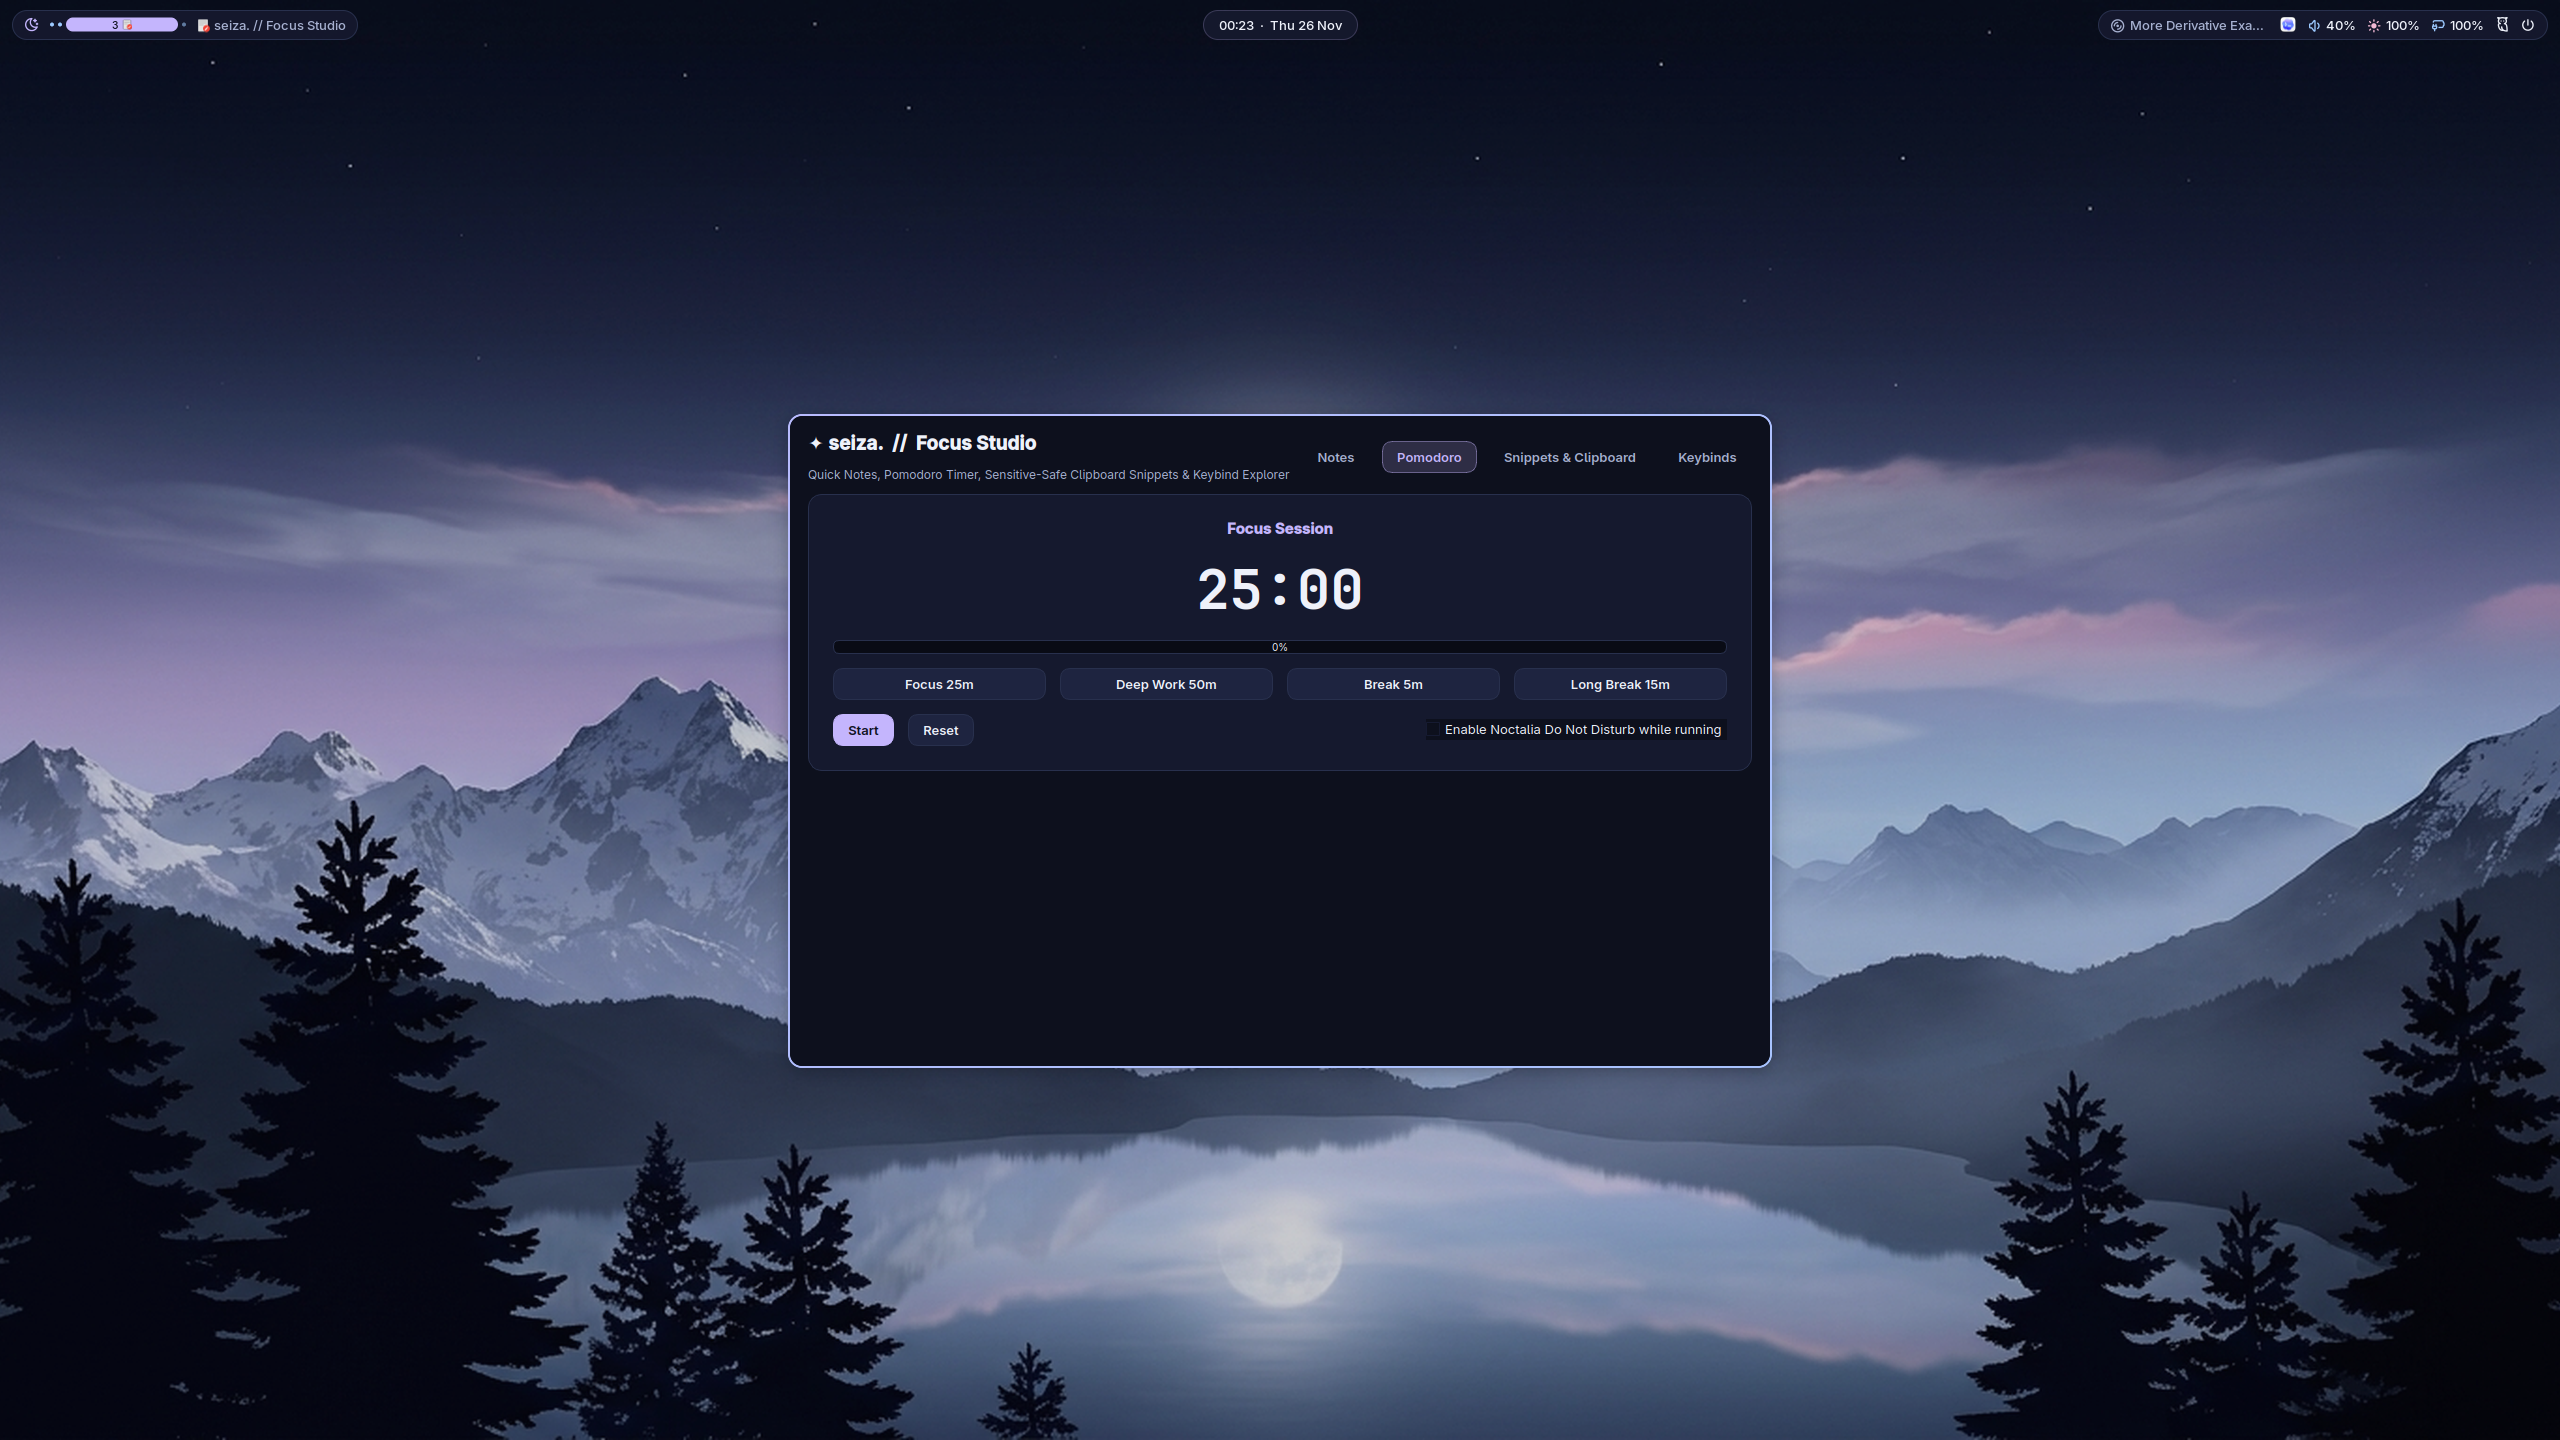 3
seiza. // Focus Studio
00:23 · Thu 26 Nov
More Derivative Exa...
40%
100%
100%
✦ seiza. // Focus Studio
Quick Notes, Pomodoro Timer, Sensitive-Safe Clipboard Snippets & Keybind Explorer
Notes
Pomodoro
Snippets & Clipboard
Keybinds
Focus Session
25:00
0%
Focus 25m
Deep Work 50m
Break 5m
Long Break 15m
Start
Reset
Enable Noctalia Do Not Disturb while running